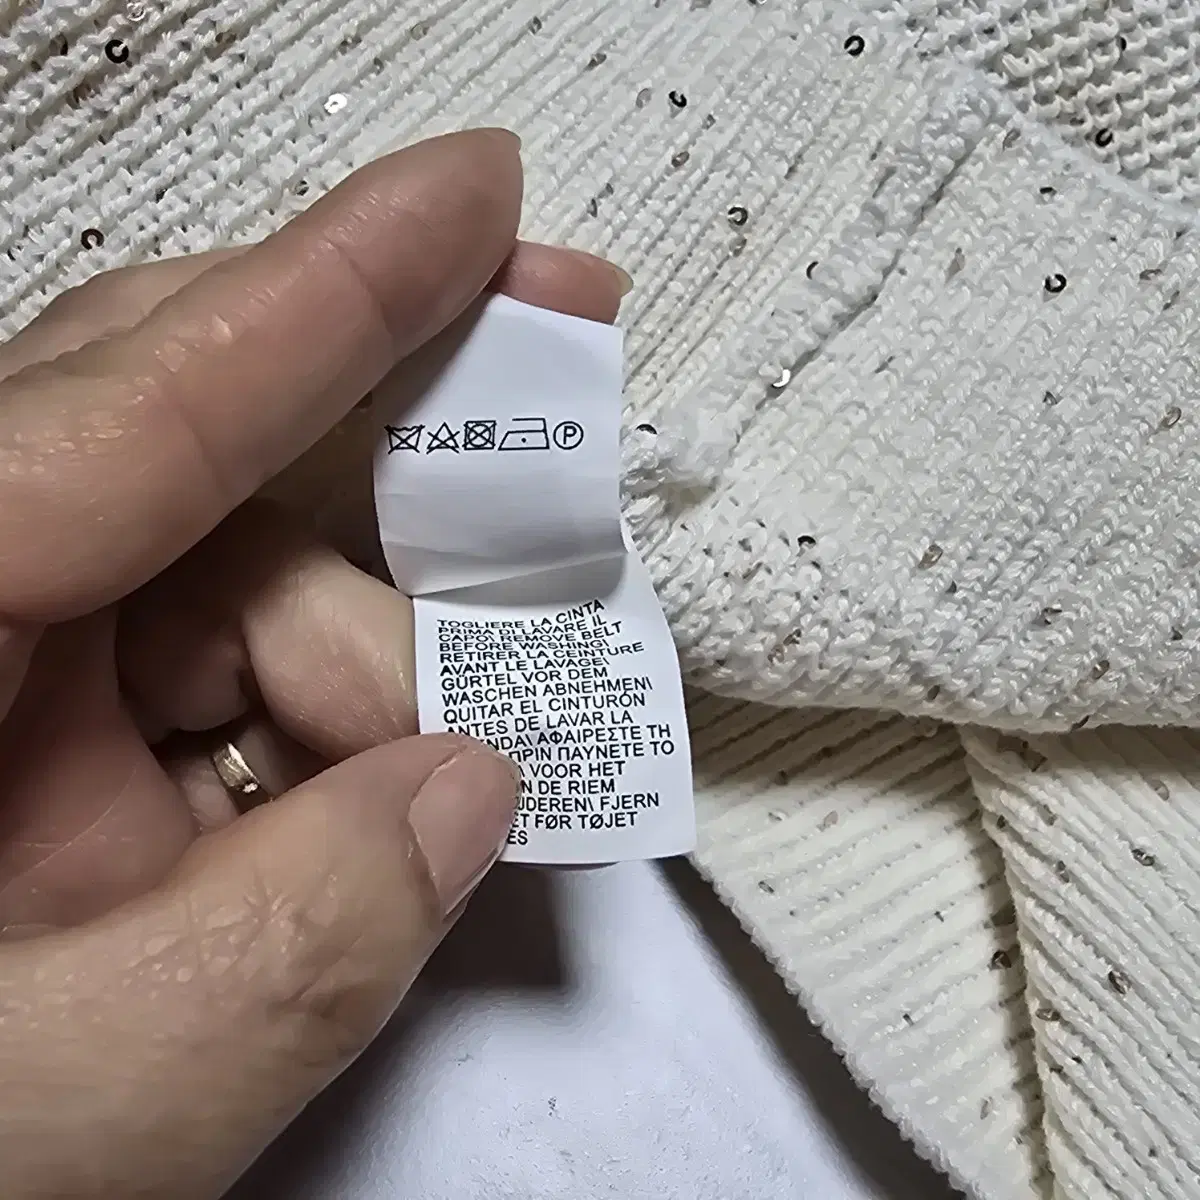 P
TOGLIERE LA CINTA
PRIMA DI LAVARE IL
CAPO\ REMOVE BELT
BEFORE WASHING\
RETIRER LA CEINTURE
AVANT LE LAVAGE\
GÜRTEL VOR DEM
WASCHEN ABNEHMEN\
QUITAR EL CINTURÓN
ANTES DE LAVAR LA
ΑΦΑΙΡΕΣΤΕ ΤΗ
ΠΡΙΝ ΠΛΥΝΕΤΕ ΤΟ
VOOR HET
DE RIEM
FJERN
FØR TØJET